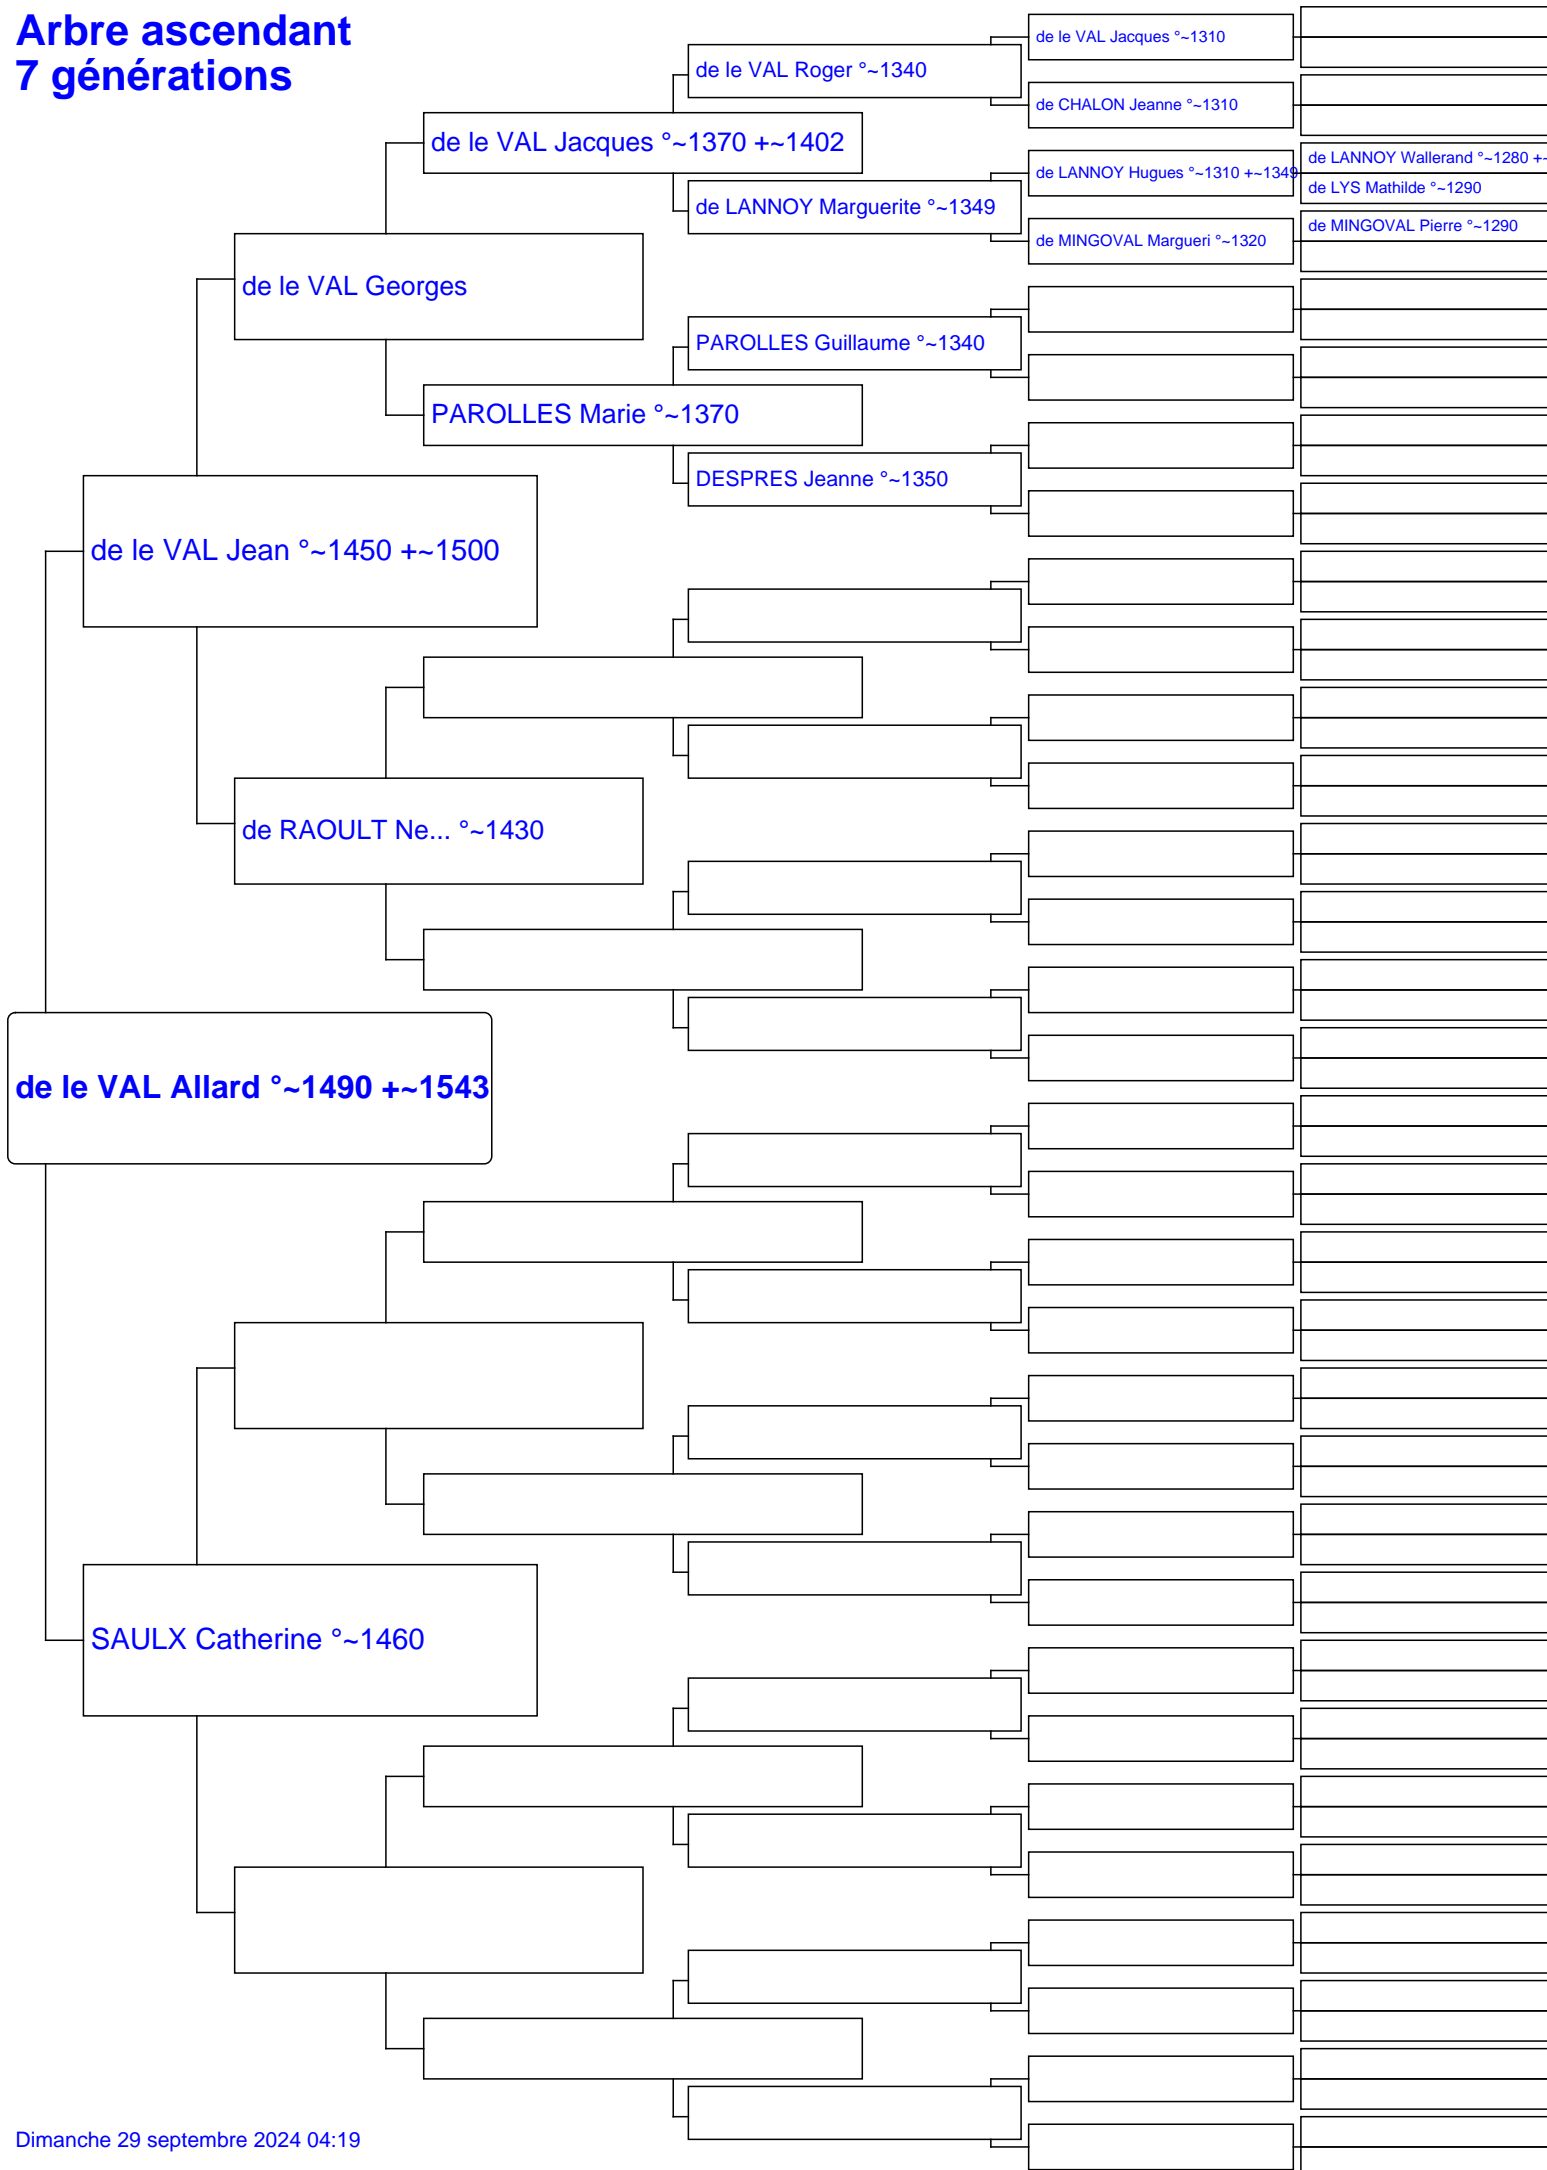 Arbre ascendant
7 générations
de le VAL Jacques °~1310
de le VAL Roger °~1340
de CHALON Jeanne °~1310
de le VAL Jacques °~1370 +~1402
de LANNOY Wallerand °~1280 +~
de LANNOY Hugues °~1310 +~1349
de LYS Mathilde °~1290
de LANNOY Marguerite °~1349
de MINGOVAL Pierre °~1290
de MINGOVAL Margueri °~1320
de le VAL Georges
PAROLLES Guillaume °~1340
PAROLLES Marie °~1370
DESPRES Jeanne °~1350
de le VAL Jean °~1450 +~1500
de RAOULT Ne... °~1430
de le VAL Allard °~1490 +~1543
SAULX Catherine °~1460
Dimanche 29 septembre 2024 04:19